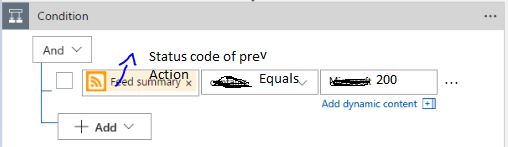 Condition
...
And
Status code of prev
Action
Feed summary x
Equals
200
...
Add dynamic content
+ Add